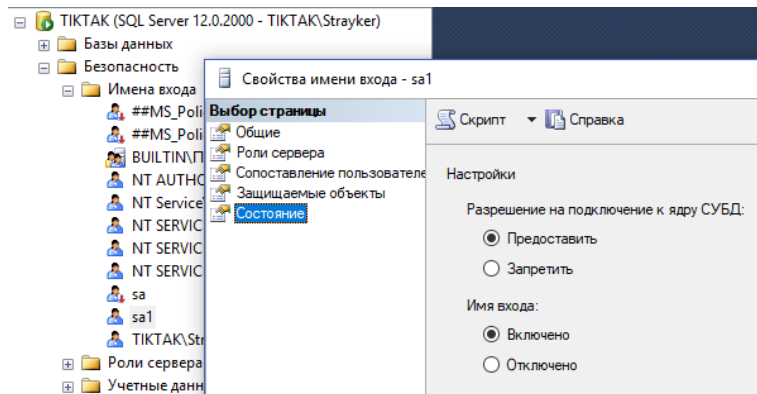 TIKTAK (SQL Server 12.0.2000 - TIKTAK\Strayker)
Базы данных
Безопасность
Имена входа
##MS_Poli
##MS_Poli
BUILTIN\П
NT AUTHO
NT Service\
NT SERVIC
NT SERVIC
NT SERVIC
sa
sa1
TIKTAK\Str
Роли сервера
Учетные данн
Свойства имени входа - sa1
Выбор страницы
Общие
Роли сервера
Сопоставление пользователе
Защищаемые объекты
Состояние
Скрипт
Справка
Настройки
Разрешение на подключение к ядру СУБД:
Предоставить
Запретить
Имя входа:
Включено
Отключено